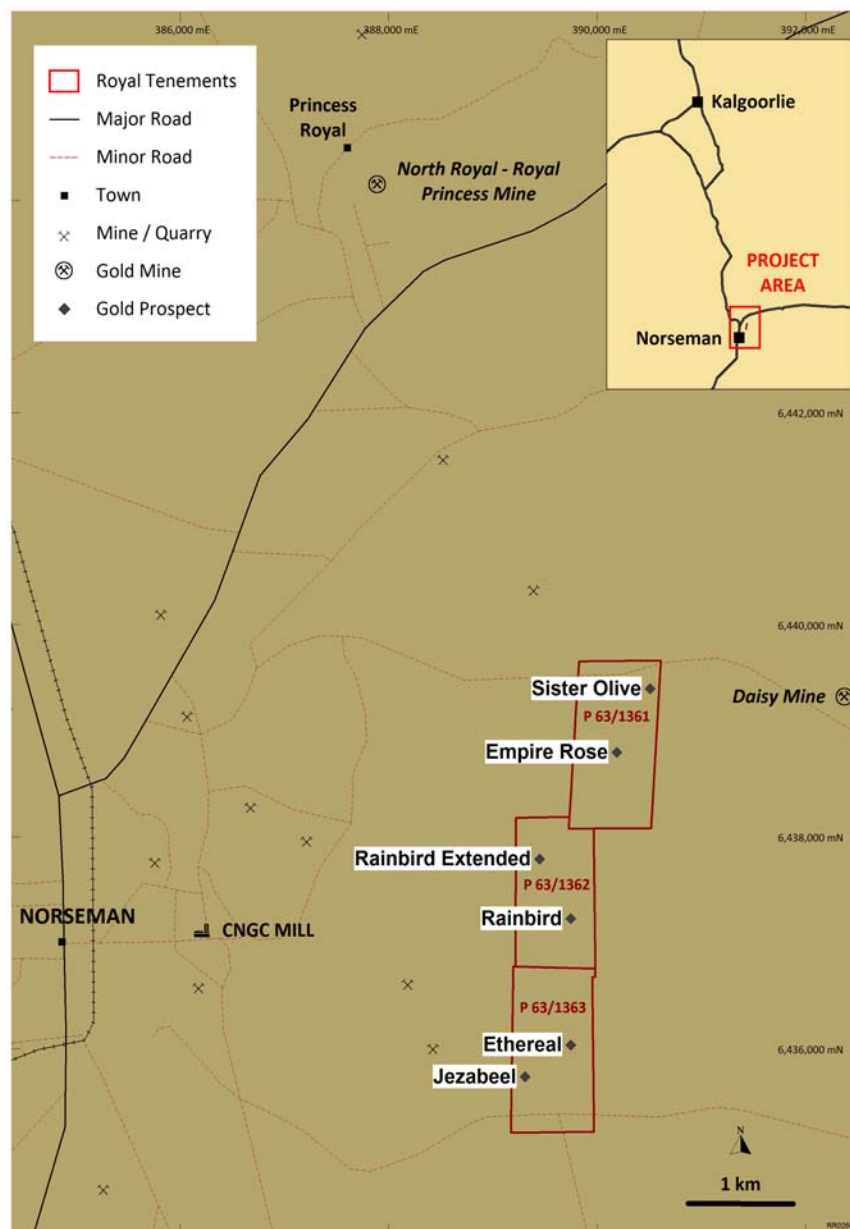 386,000 mE
388,000 mE
390,000 mE
392,000 mE
Royal Tenements
Major Road
Minor Road
Town
Mine / Quarry
Gold Mine
Gold Prospect
Princess
Royal
North Royal - Royal
Princess Mine
Kalgoorlie
PROJECT
AREA
Norseman
6,442,000 mN
6,440,000 mN
Sister Olive
P 63/1361
Daisy Mine
Empire Rose
6,438,000 mN
Rainbird Extended
P 63/1362
Rainbird
NORSEMAN
CNGC MILL
P 63/1363
Ethereal
6,436,000 mN
Jezabeel
N
1 km
RR026